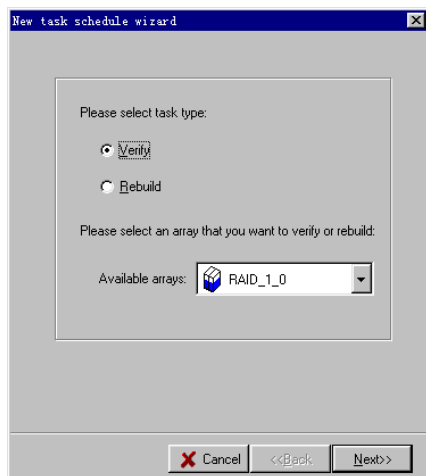 New task schedule wizard
Please select task type:
Verify
Rebuild
Please select an array that you want to verify or rebuild:
Available arrays: RAID_1_0
Cancel <<Back Next>>